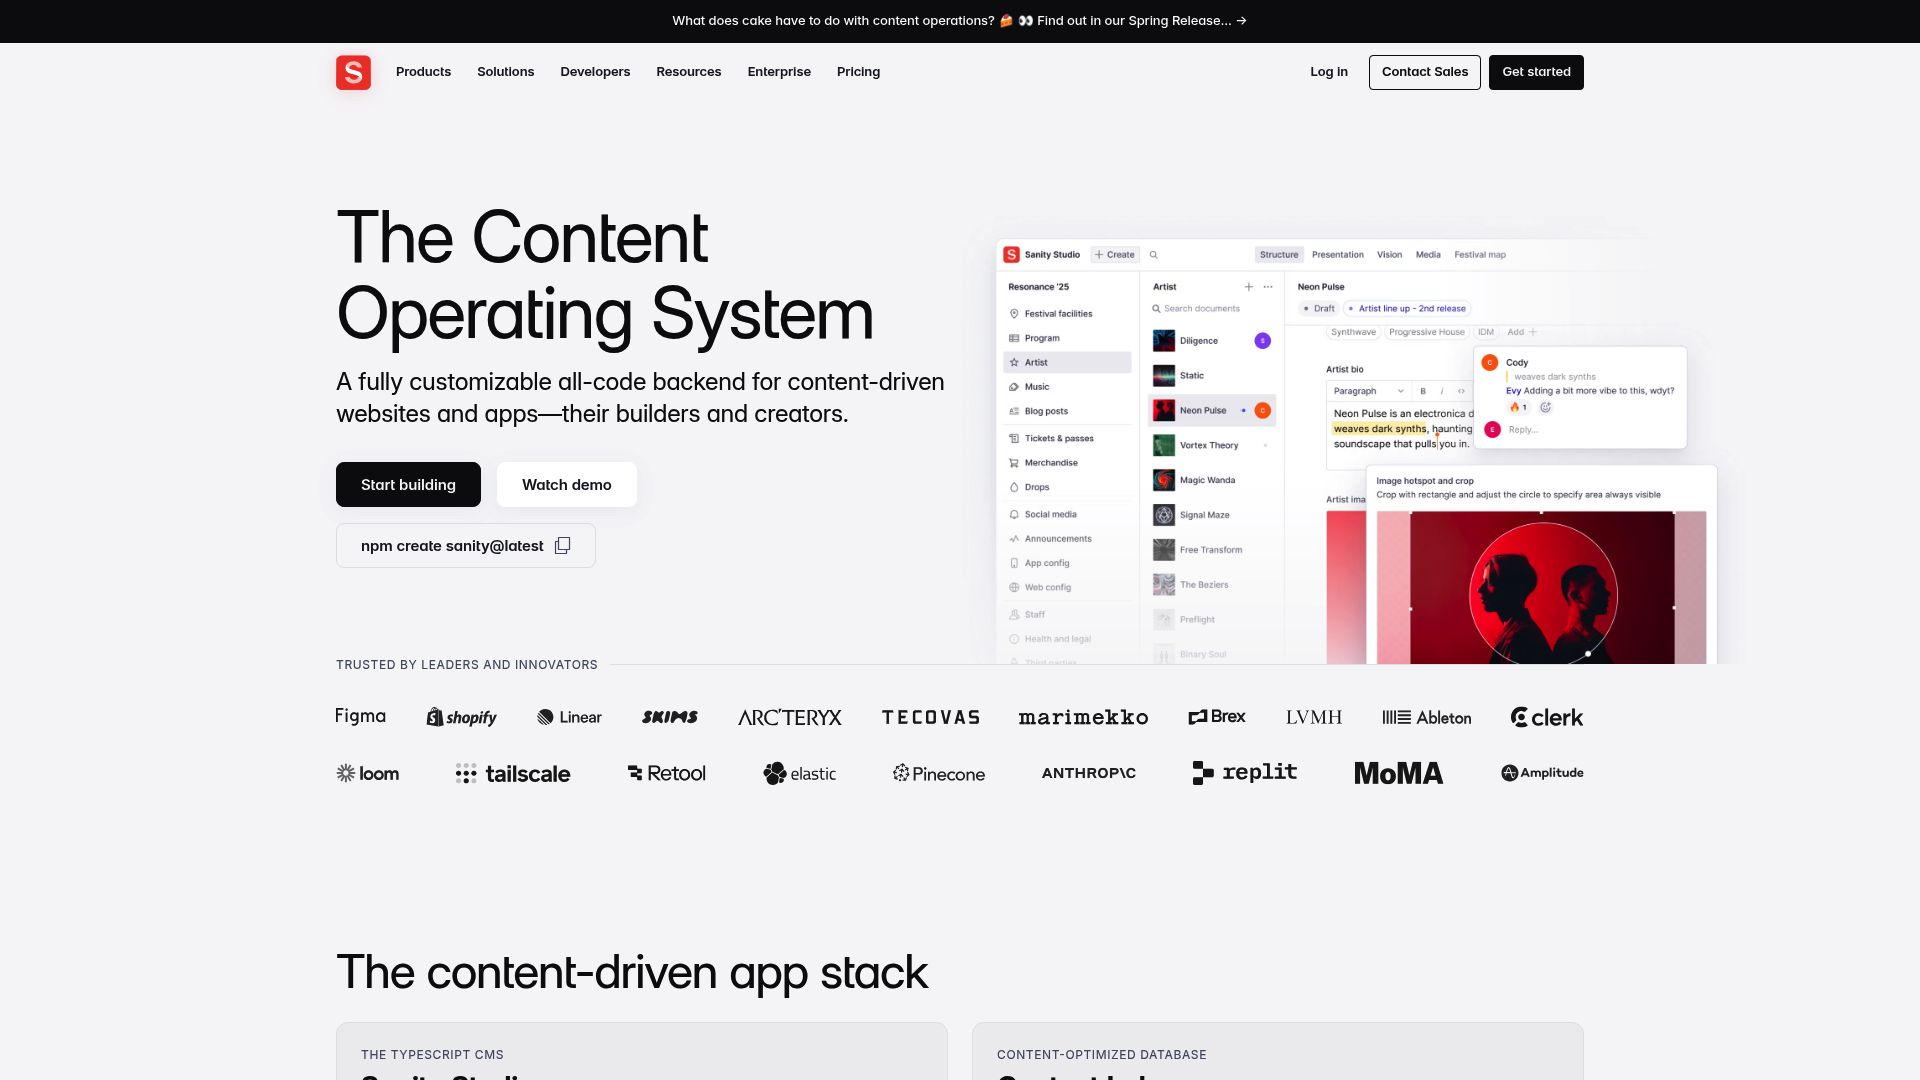 What does cake have to do with content operations? 🍰 👀 Find out in our Spring Release... →
S
Products
Solutions
Developers
Resources
Enterprise
Pricing
Log in
Contact Sales
Get started
The Content
Operating System
A fully customizable all-code backend for content-driven
websites and apps—their builders and creators.
Start building
Watch demo
npm create sanity@latest
S
Sanity Studio
Create
Structure
Presentation
Vision
Media
Festival map
Resonance '25
Festival facilities
Program
Artist
Music
Blog posts
Tickets & passes
Merchandise
Drops
Social media
Announcements
App config
Web config
Staff
Health and legal
Third parties
Artist
Search documents
Diligence
S
Static
Neon Pulse
C
Vortex Theory
Magic Wanda
Signal Maze
Free Transform
The Beziers
Preflight
Binary Soul
Neon Pulse
Draft
Artist line up - 2nd release
Synthwave
Progressive House
IDM
Add
Artist bio
Paragraph
B
i
Neon Pulse is an electronica d
weaves dark synths, haunting
soundscape that pulls you in.
Artist ima
C
Cody
weaves dark synths
Evy Adding a bit more vibe to this, wdyt?
🔥 1
E
Reply...
Image hotspot and crop
Crop with rectangle and adjust the circle to specify area always visible
TRUSTED BY LEADERS AND INNOVATORS
Figma
shopify
Linear
SKIMS
ARC'TERYX
TECOVAS
marimekko
Brex
LVMH
Ableton
clerk
loom
tailscale
Retool
elastic
Pinecone
ANTHROP\C
replit
MoMA
Amplitude
The content-driven app stack
THE TYPESCRIPT CMS
CONTENT-OPTIMIZED DATABASE